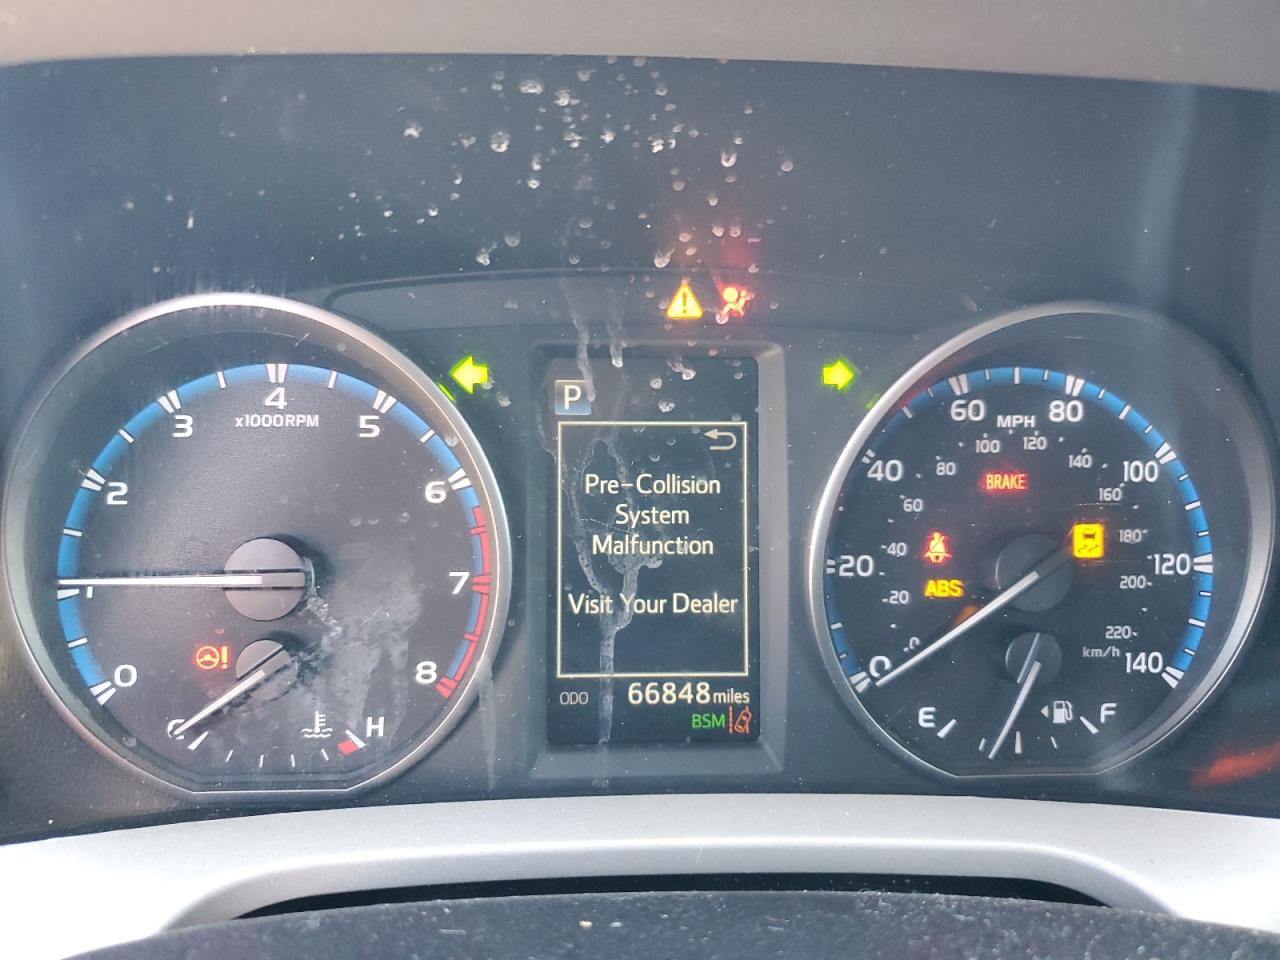 P
Pre-Collision
System
Malfunction
Visit Your Dealer
ODO 66848 miles
BSM
0
1
2
3
4
5
6
7
8
x1000RPM
C
H
0
20
40
60
80
100
120
140
MPH
0
20
40
60
80
100
120
140
160
180
200
220
km/h
BRAKE
ABS
E
F